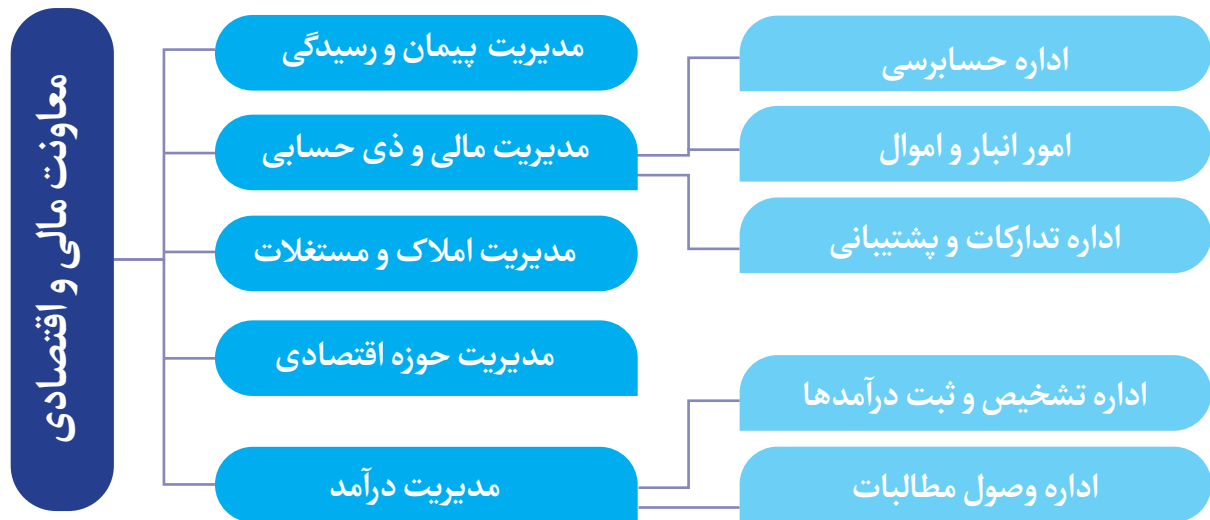 معاونت مالی و اقتصادی
مدیریت پیمان و رسیدگی
مدیریت مالی و ذی حسابی
مدیریت املاک و مستغلات
مدیریت حوزه اقتصادی
مدیریت درآمد
اداره حسابرسی
امور انبار و اموال
اداره تدارکات و پشتیبانی
اداره تشخیص و ثبت درآمدها
اداره وصول مطالبات